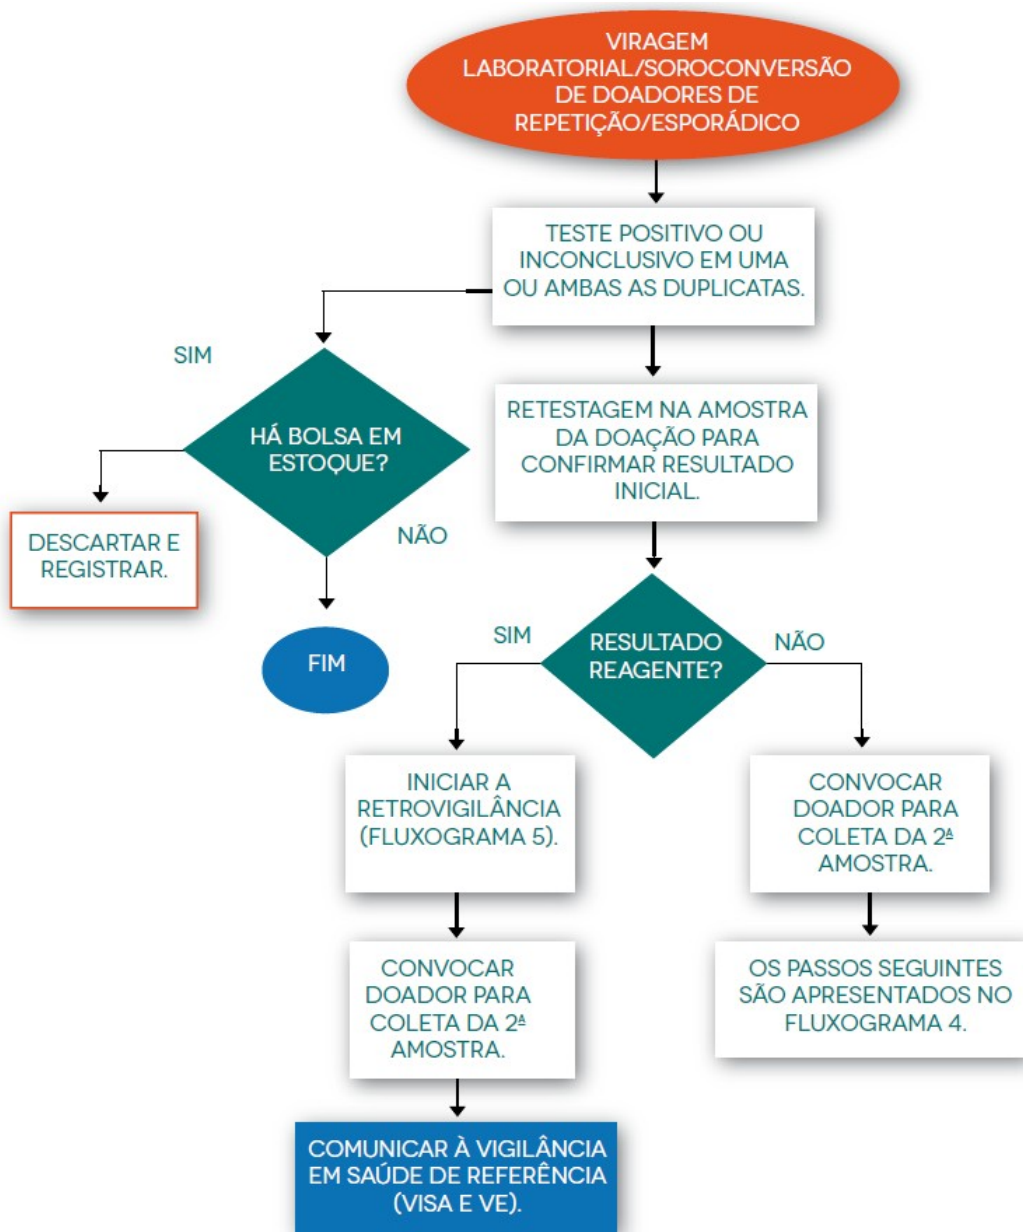 VIRAGEM
LABORATORIAL/SOROCONVERSÃO
DE DOADORES DE
REPETIÇÃO/ESPORÁDICO
TESTE POSITIVO OU
INCONCLUSIVO EM UMA
OU AMBAS AS DUPLICATAS.
SIM
HÁ BOLSA EM
ESTOQUE?
NÃO
DESCARTAR E
REGISTRAR.
FIM
RETESTAGEM NA AMOSTRA
DA DOAÇÃO PARA
CONFIRMAR RESULTADO
INICIAL.
SIM
RESULTADO
REAGENTE?
NÃO
INICIAR A
RETROVIGILÂNCIA
(FLUXOGRAMA 5).
CONVOCAR
DOADOR PARA
COLETA DA 2ª
AMOSTRA.
COMUNICAR À VIGILÂNCIA
EM SAÚDE DE REFERÊNCIA
(VISA E VE).
CONVOCAR
DOADOR PARA
COLETA DA 2ª
AMOSTRA.
OS PASSOS SEGUINTES
SÃO APRESENTADOS NO
FLUXOGRAMA 4.